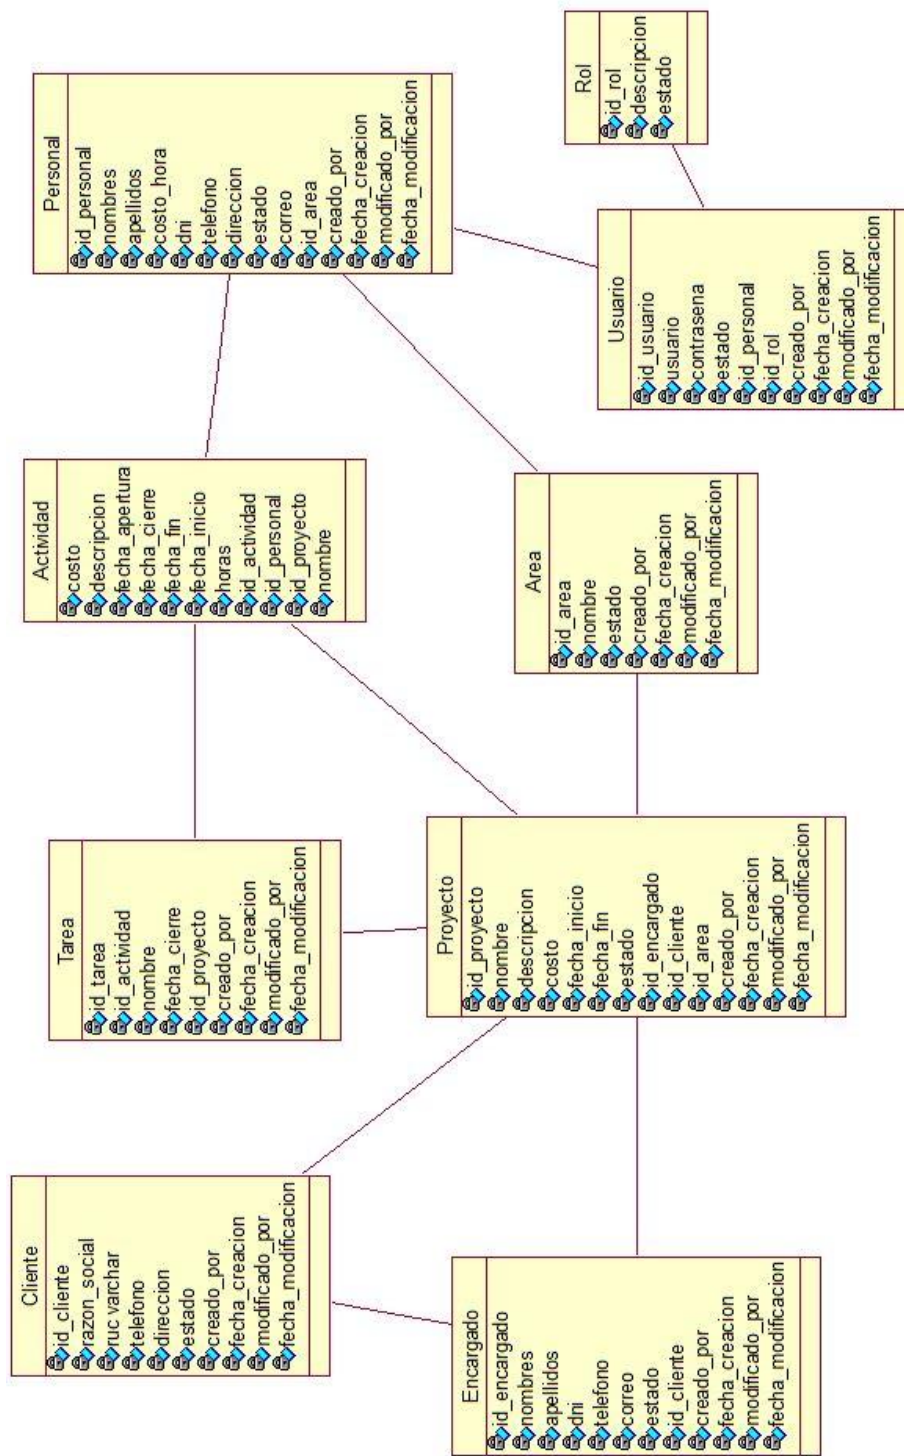 Cliente
id_cliente
razon_social
ruc varchar
telefono
direccion
estado
creado_por
fecha_creacion
modificado_por
fecha_modificacion
Tarea
id_tarea
id_actividad
nombre
fecha_cierre
id_proyecto
creado_por
fecha_creacion
modificado_por
fecha_modificacion
Actividad
costo
descripcion
fecha_apertura
fecha_cierre
fecha_fin
fecha_inicio
horas
id_actividad
id_personal
id_proyecto
nombre
Personal
id_personal
nombres
apellidos
costo_hora
dni
telefono
direccion
estado
correo
id_area
creado_por
fecha_creacion
modificado_por
fecha_modificacion
Encargado
id_encargado
nombres
apellidos
dni
telefono
correo
estado
id_cliente
creado_por
fecha_creacion
modificado_por
fecha_modificacion
Proyecto
id_proyecto
nombre
descripcion
costo
fecha_inicio
fecha_fin
estado
id_encargado
id_cliente
id_area
creado_por
fecha_creacion
modificado_por
fecha_modificacion
Area
id_area
nombre
estado
creado_por
fecha_creacion
modificado_por
fecha_modificacion
Usuario
id_usuario
usuario
contrasena
estado
id_personal
id_rol
creado_por
fecha_creacion
modificado_por
fecha_modificacion
Rol
id_rol
descripcion
estado